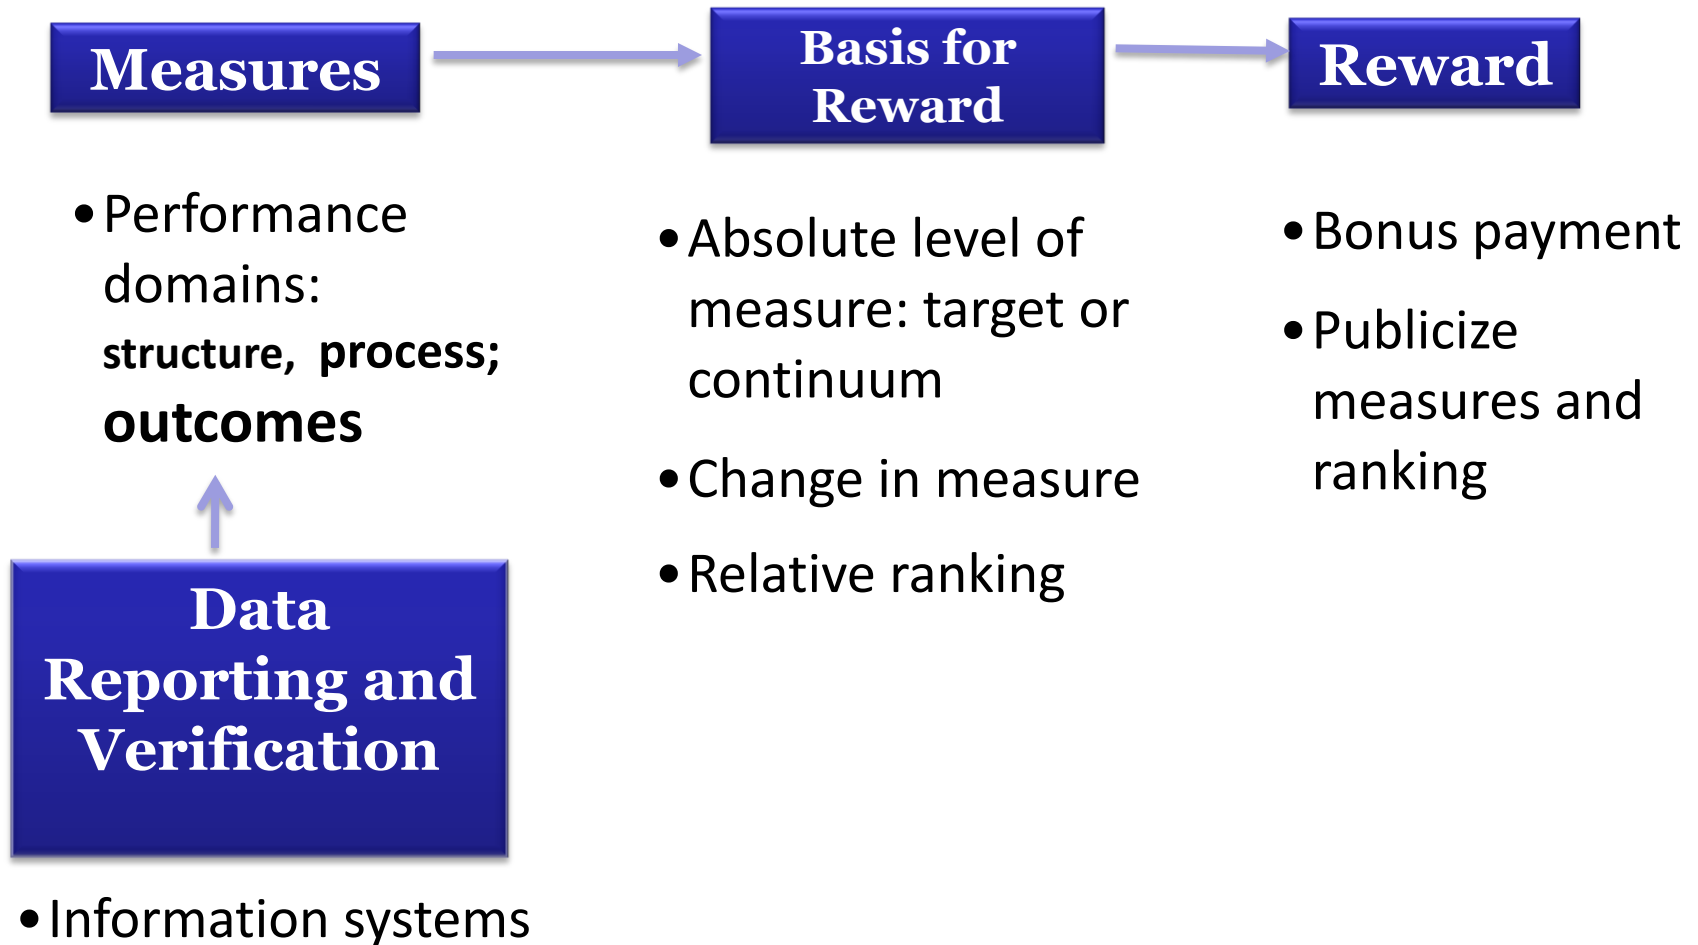 Measures
Basis for
Reward
Reward
•Performance
domains:
structure, process;
outcomes
•Absolute level of
measure: target or
continuum
•Change in measure
•Relative ranking
•Bonus payment
•Publicize
measures and
ranking
Data
Reporting and
Verification
•Information systems